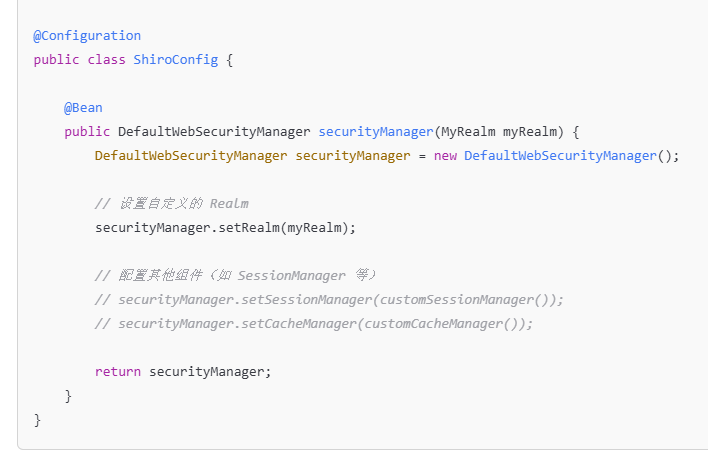 @Configuration
public class ShiroConfig {
@Bean
public DefaultWebSecurityManager securityManager(MyRealm myRealm) {
DefaultWebSecurityManager securityManager = new DefaultWebSecurityManager();
// 设置自定义的 Realm
securityManager.setRealm(myRealm);
// 配置其他组件（如 SessionManager 等）
// securityManager.setSessionManager(customSessionManager());
// securityManager.setCacheManager(customCacheManager());
return securityManager;
}
}